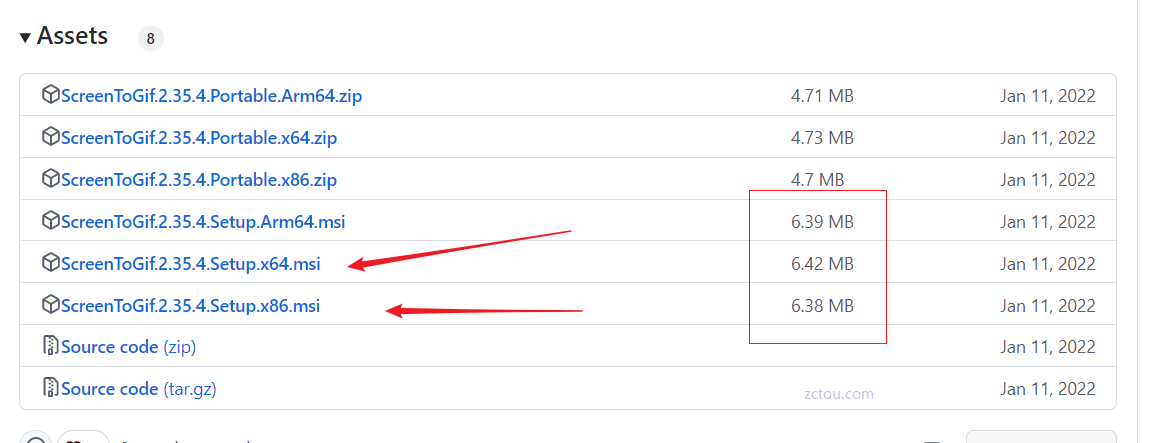 Assets 8
ScreenToGif.2.35.4.Portable.Arm64.zip 4.71 MB Jan 11, 2022
ScreenToGif.2.35.4.Portable.x64.zip 4.73 MB Jan 11, 2022
ScreenToGif.2.35.4.Portable.x86.zip 4.7 MB Jan 11, 2022
ScreenToGif.2.35.4.Setup.Arm64.msi 6.39 MB Jan 11, 2022
ScreenToGif.2.35.4.Setup.x64.msi 6.42 MB Jan 11, 2022
ScreenToGif.2.35.4.Setup.x86.msi 6.38 MB Jan 11, 2022
Source code (zip) Jan 11, 2022
Source code (tar.gz) Jan 11, 2022
zctou.com